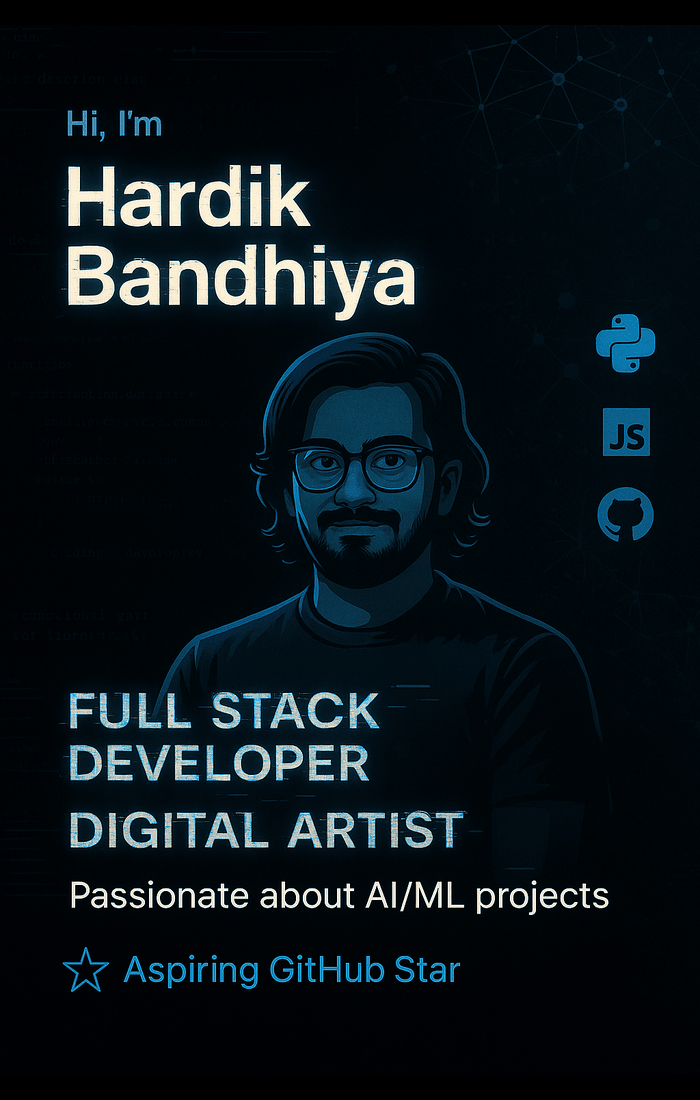 Hi, I'm
Hardik
Bandhiya
JS
FULL STACK
DEVELOPER
DIGITAL ARTIST
Passionate about AI/ML projects
Aspiring GitHub Star